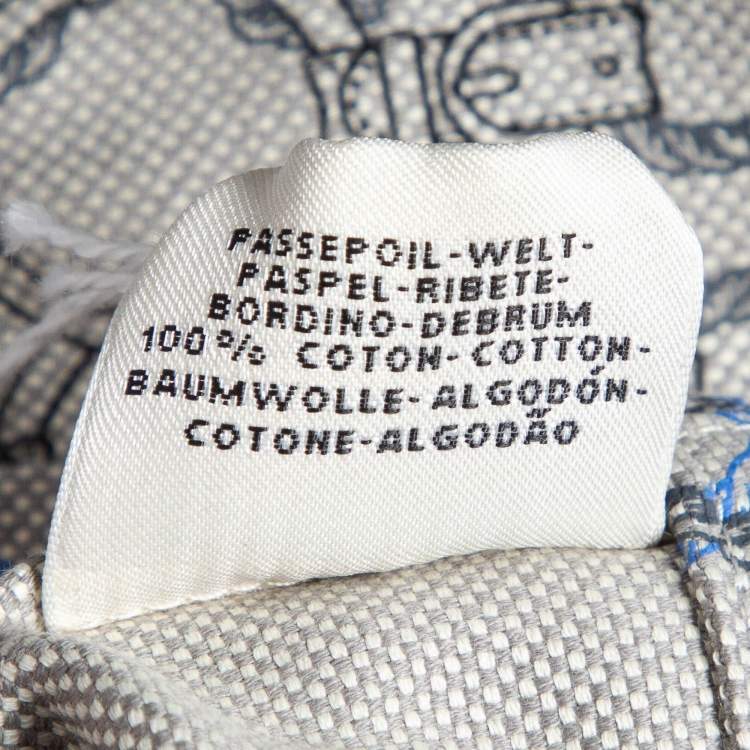 PASSEPOIL-WELT-
PASPEL-RIBETE-
BORDINO-DEBRUM
100% COTON-COTTON-
BAUMWOLLE-ALGODÓN-
COTONE-ALGODÃO